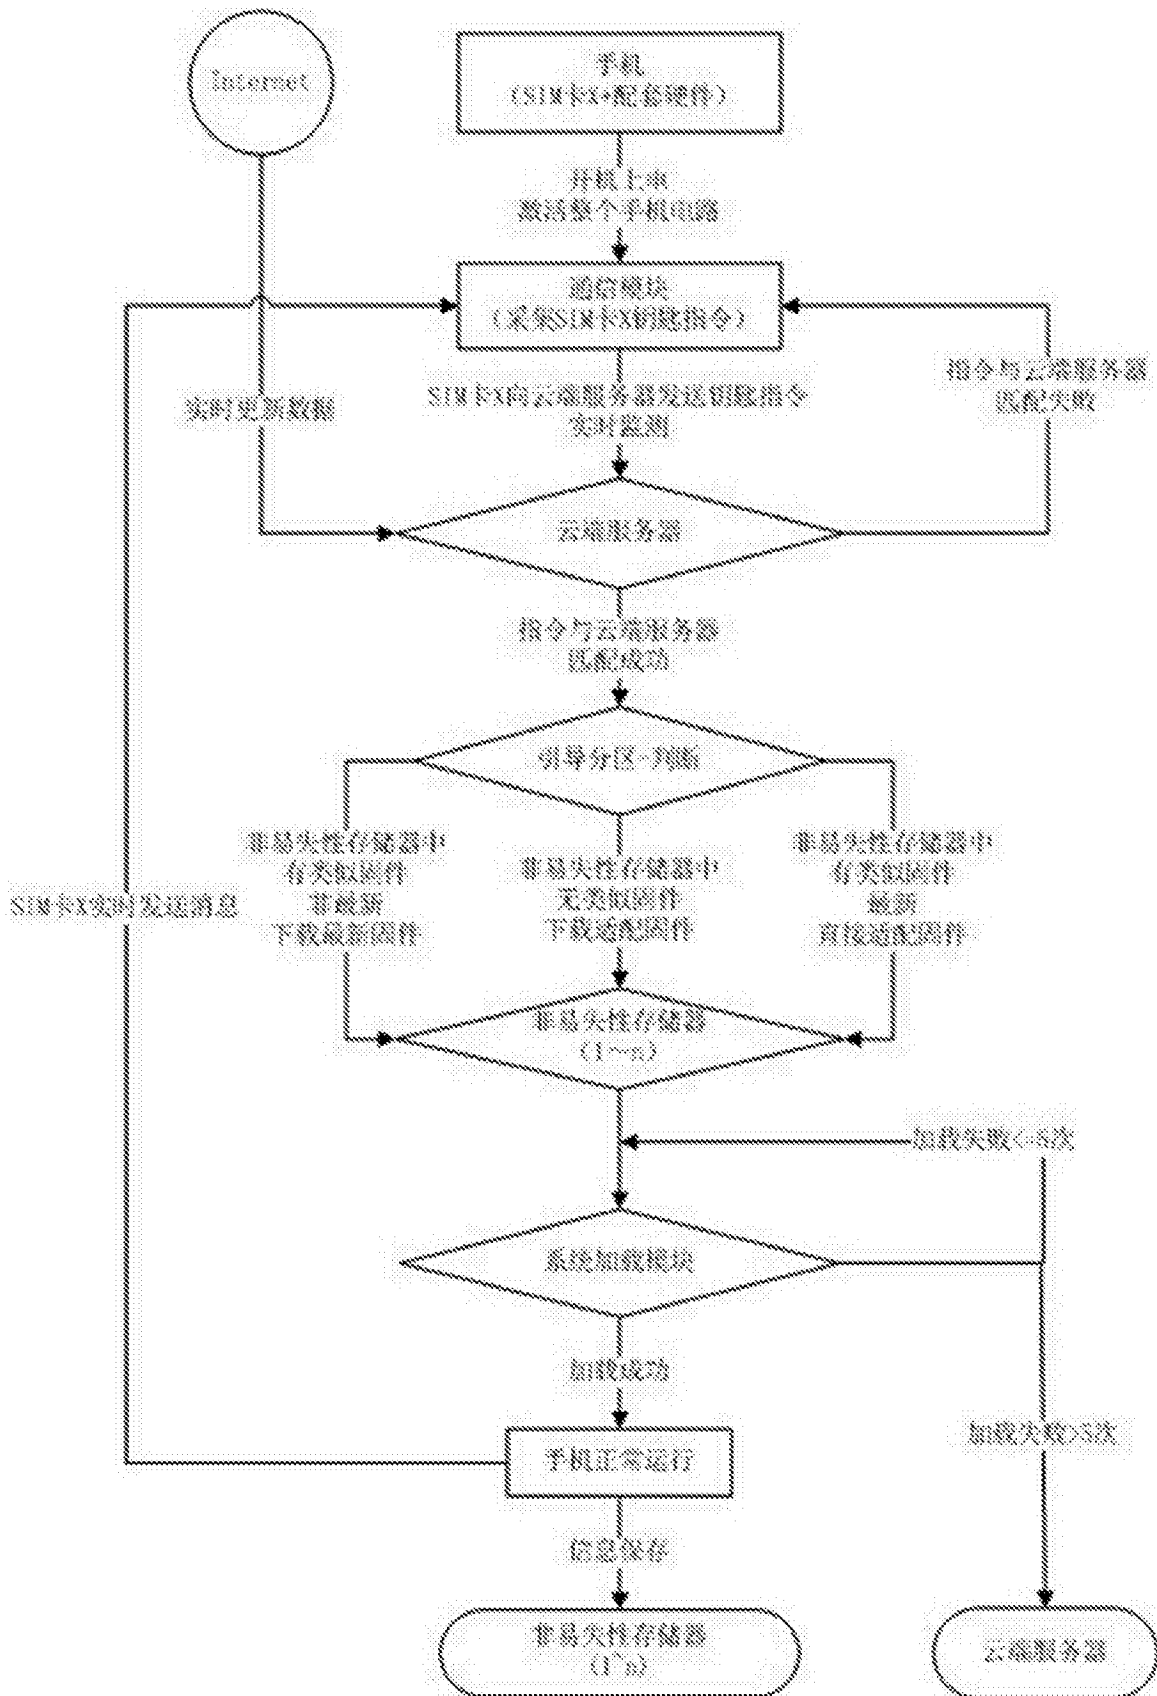 Internet
手机
(SIM卡X+配套硬件)
开机上电
激活整个手机电路
通信模块
(采集SIM卡X钥匙指令)
实时更新数据
SIM卡X向云端服务器发送钥匙指令
实时监测
指令与云端服务器
匹配失败
云端服务器
指令与云端服务器
匹配成功
引导分区-判断
非易失性存储器中
有类似固件
非最新
下载最新固件
非易失性存储器中
无类似固件
下载适配固件
非易失性存储器中
有类似固件
最新
直接适配固件
SIM卡X实时发送消息
非易失性存储器
(1～n)
加载失败<=5次
系统加载模块
加载成功
加载失败>5次
手机正常运行
信息保存
非易失性存储器
(1~n)
云端服务器